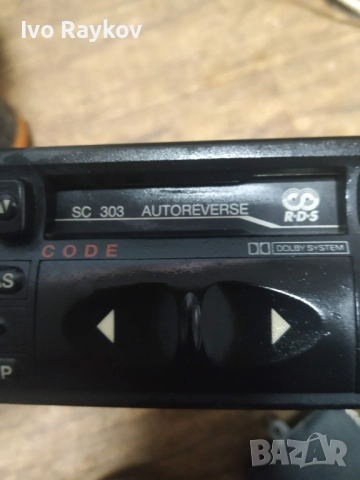 Ivo Raykov
SC 303 AUTOREVERSE
R·D·S
CODE
DOLBY SYSTEM
P
BAZAR